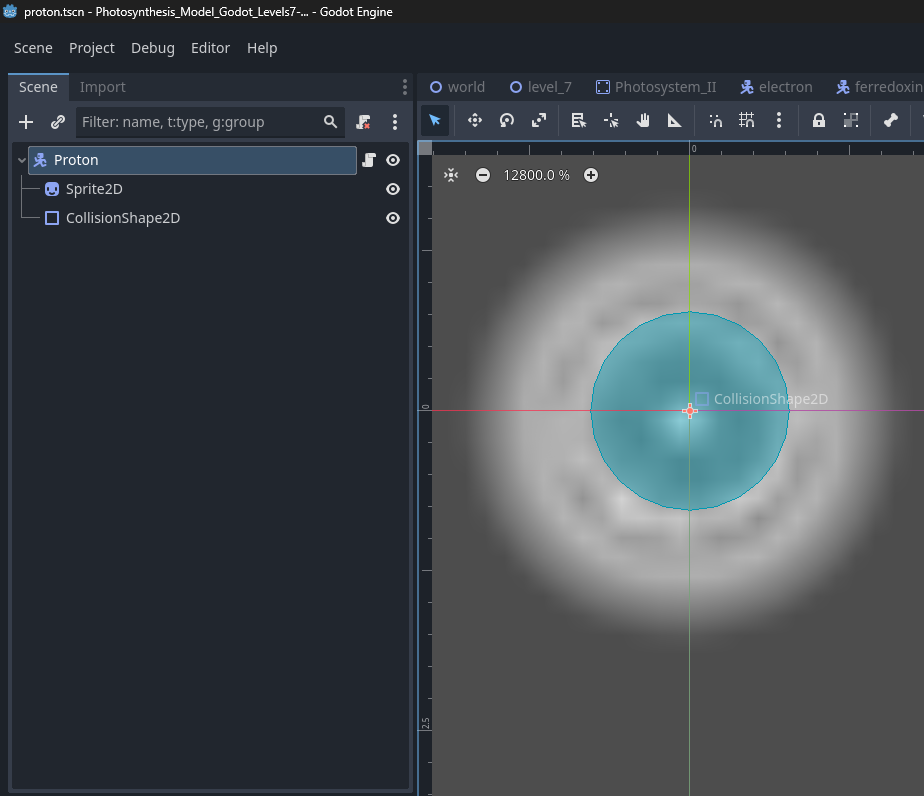 proton.tscn - Photosynthesis_Model_Godot_Levels7-... - Godot Engine
Scene Project Debug Editor Help
Scene Import
world level_7 Photosystem_II electron ferredoxin
Filter: name, t:type, g:group
0
Proton
12800.0 %
Sprite2D
CollisionShape2D
CollisionShape2D
0
2.5